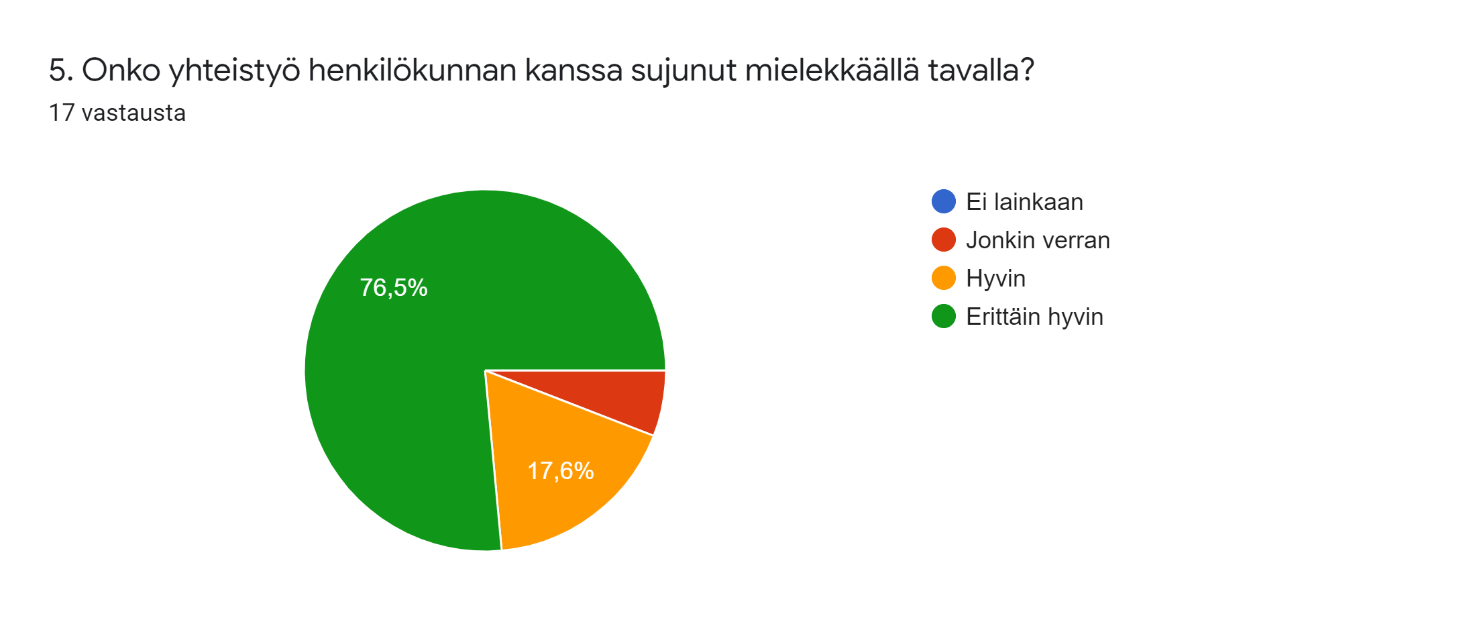 5. Onko yhteistyö henkilökunnan kanssa sujunut mielekkäällä tavalla?
17 vastausta
76,5%
17,6%
Ei lainkaan
Jonkin verran
Hyvin
Erittäin hyvin